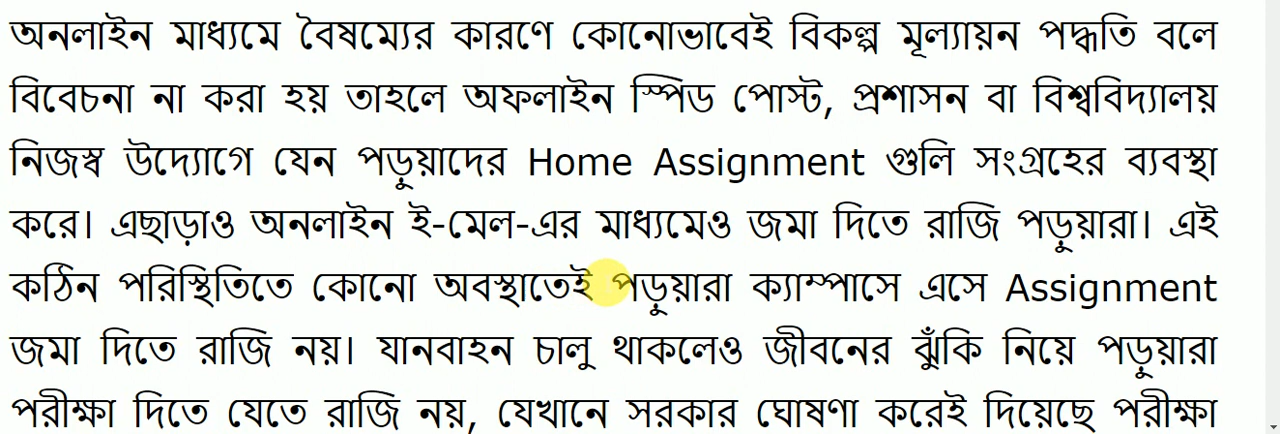 অনলাইন মাধ্যমে বৈষম্যের কারণে কোনোভাবেই বিকল্প মূল্যায়ন পদ্ধতি বলে
বিবেচনা না করা হয় তাহলে অফলাইন স্পিড পোস্ট, প্রশাসন বা বিশ্ববিদ্যালয়
নিজস্ব উদ্যোগে যেন পড়ুয়াদের Home Assignment গুলি সংগ্রহের ব্যবস্থা
করে। এছাড়াও অনলাইন ই-মেল-এর মাধ্যমেও জমা দিতে রাজি পড়ুয়ারা। এই
কঠিন পরিস্থিতিতে কোনো অবস্থাতেই পড়ুয়ারা ক্যাম্পাসে এসে Assignment
জমা দিতে রাজি নয়। যানবাহন চালু থাকলেও জীবনের ঝুঁকি নিয়ে পড়ুয়ারা
পরীক্ষা দিতে যেতে রাজি নয়, যেখানে সরকার ঘোষণা করেই দিয়েছে পরীক্ষা